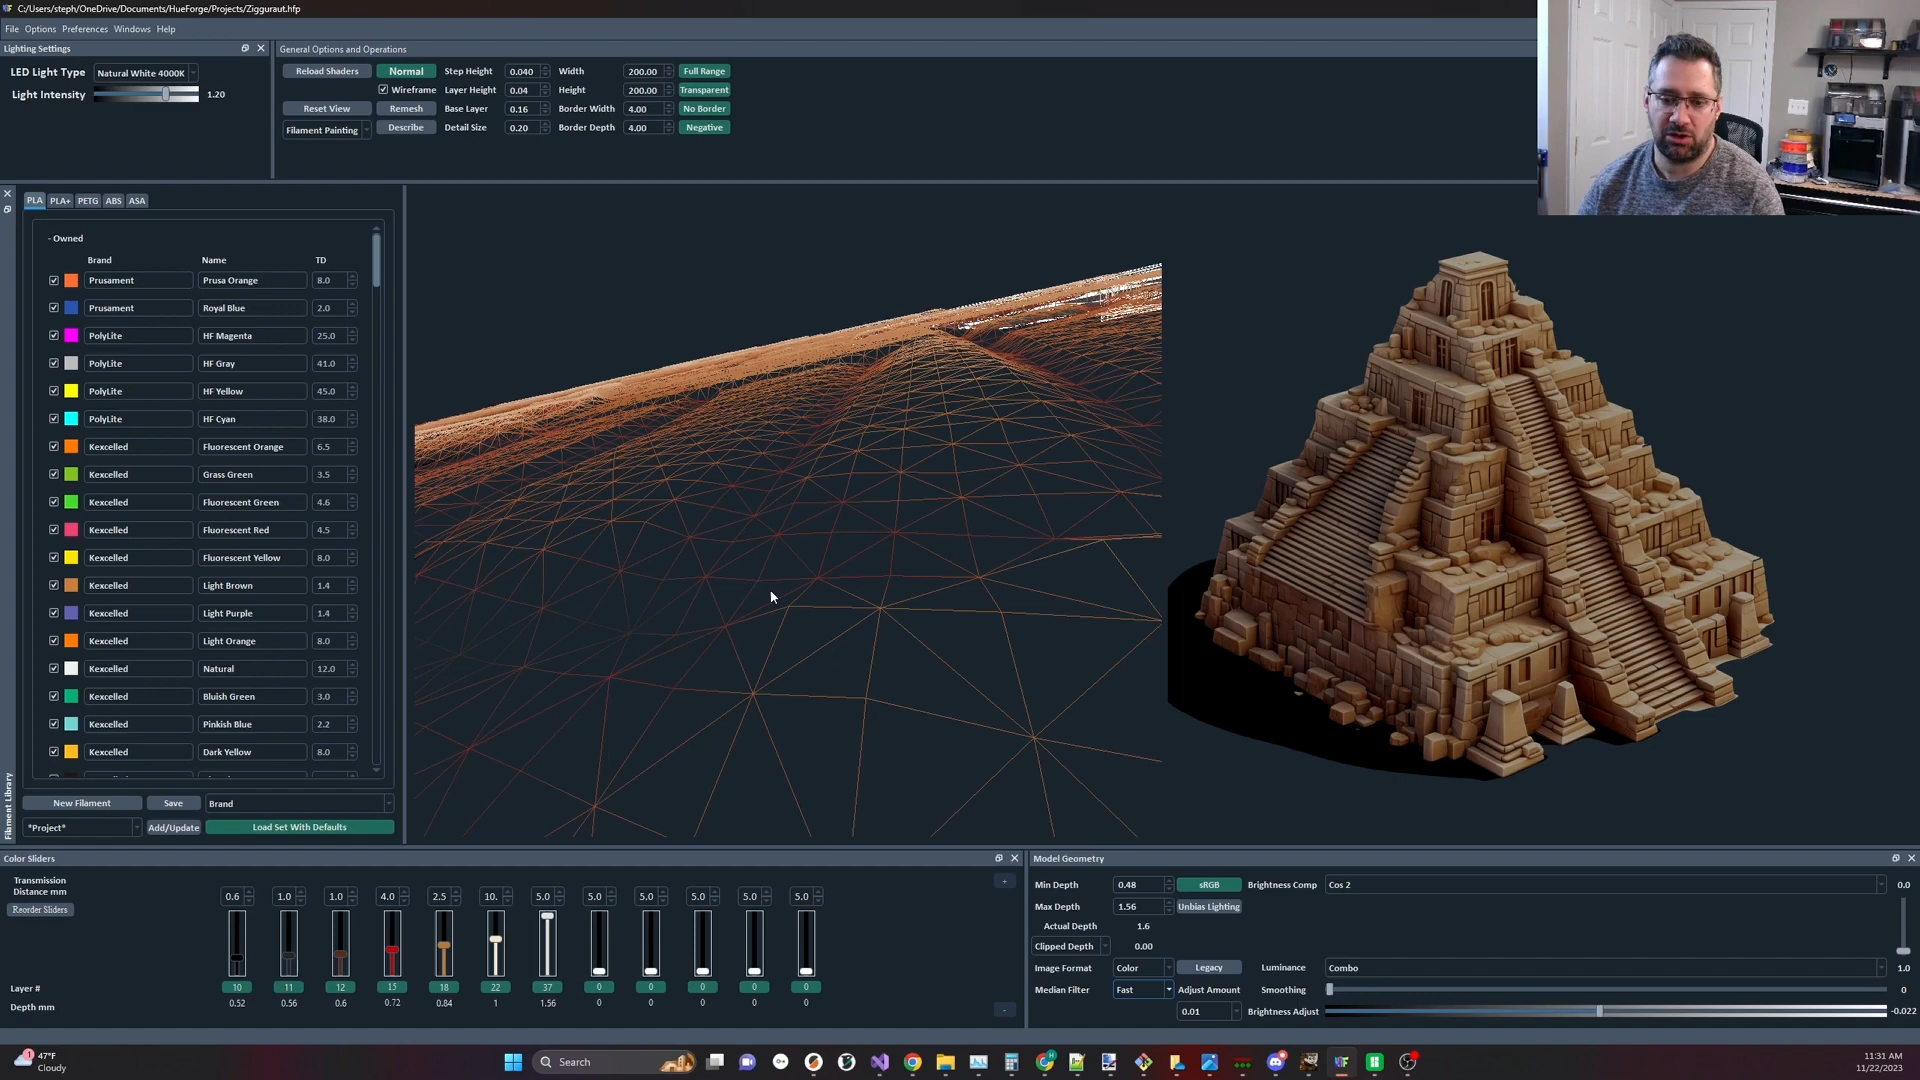 C:/Users/steph/OneDrive/Documents/HueForge/Projects/Zigguraut.hfp
File Options Preferences Windows Help
Lighting Settings
General Options and Operations
LED Light Type Natural White 4000K
Light Intensity 1.20
Reload Shaders Normal Step Height 0.040 Width 200.00 Full Range
Wireframe Layer Height 0.04 Height 200.00 Transparent
Reset View Remesh Base Layer 0.16 Border Width 4.00 No Border
Filament Painting Describe Detail Size 0.20 Border Depth 4.00 Negative
PLA PLA+ PETG ABS ASA
- Owned
Brand Name TD
Prusament Prusa Orange 8.0
Prusament Royal Blue 2.0
PolyLite HF Magenta 25.0
PolyLite HF Gray 41.0
PolyLite HF Yellow 45.0
PolyLite HF Cyan 38.0
Kexcelled Fluorescent Orange 6.5
Kexcelled Grass Green 3.5
Kexcelled Fluorescent Green 4.6
Kexcelled Fluorescent Red 4.5
Kexcelled Fluorescent Yellow 8.0
Kexcelled Light Brown 1.4
Kexcelled Light Purple 1.4
Kexcelled Light Orange 8.0
Kexcelled Natural 12.0
Kexcelled Bluish Green 3.0
Kexcelled Pinkish Blue 2.2
Kexcelled Dark Yellow 8.0
Filament Library
New Filament Save Brand
*Project* Add/Update Load Set With Defaults
Color Sliders
Transmission
Distance mm
0.6 1.0 1.0 4.0 2.5 10. 5.0 5.0 5.0 5.0 5.0 5.0
Reorder Sliders
Layer # 10 11 12 15 18 22 37 0 0 0 0 0
Depth mm 0.52 0.56 0.6 0.72 0.84 1 1.56 0 0 0 0 0
+
-
Model Geometry
Min Depth 0.48 sRGB Brightness Comp Cos 2 0.0
Max Depth 1.56 Unbias Lighting
Actual Depth 1.6
Clipped Depth 0.00
Image Format Color Legacy Luminance Combo 1.0
Median Filter Fast Adjust Amount Smoothing 0
0.01 Brightness Adjust -0.022
1
47°F
Cloudy
Search
11:31 AM
11/22/2023